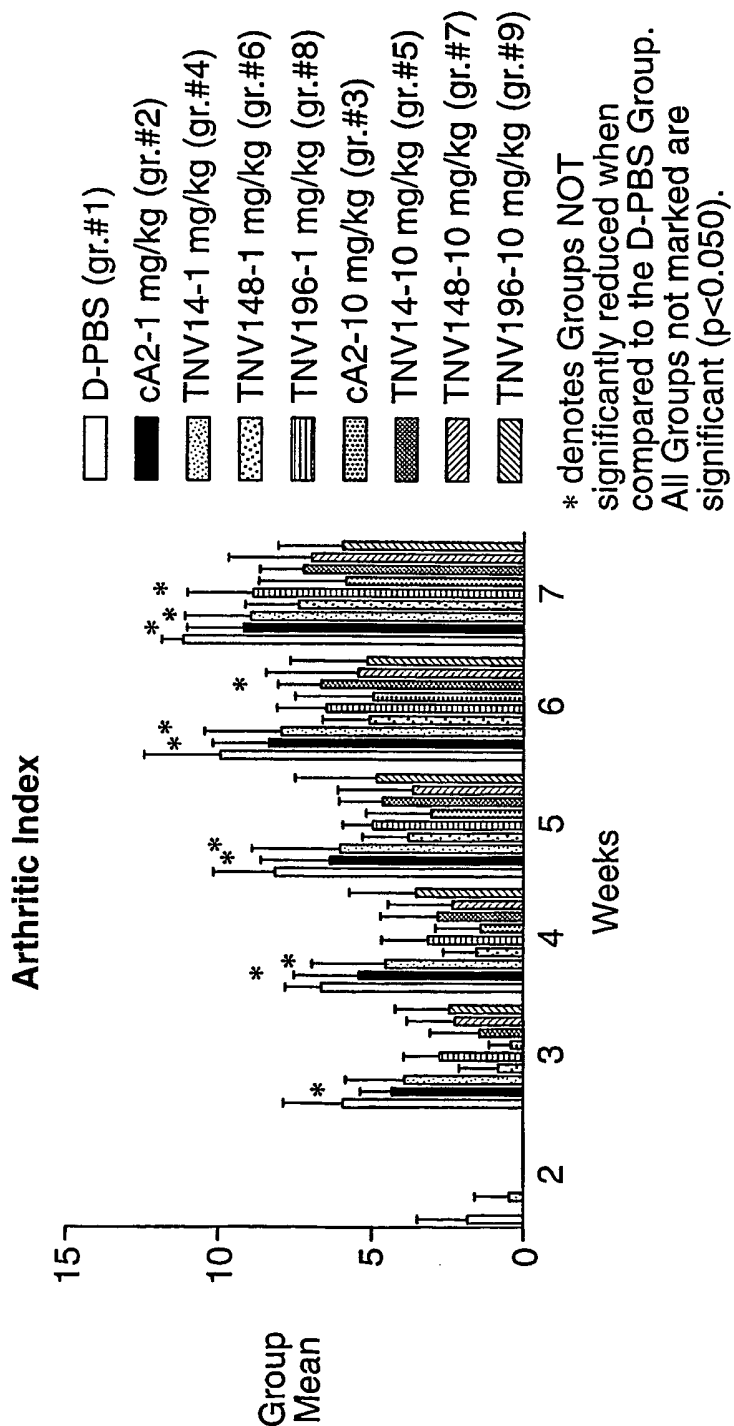 Arthritic Index
Group
Mean
15
10
5
0
*
*
*
*
*
*
*
*
*
*
*
*
2
3
4
5
6
7
Weeks
D-PBS (gr.#1)
cA2-1 mg/kg (gr.#2)
TNV14-1 mg/kg (gr.#4)
TNV148-1 mg/kg (gr.#6)
TNV196-1 mg/kg (gr.#8)
cA2-10 mg/kg (gr.#3)
TNV14-10 mg/kg (gr.#5)
TNV148-10 mg/kg (gr.#7)
TNV196-10 mg/kg (gr.#9)
* denotes Groups NOT
significantly reduced when
compared to the D-PBS Group.
All Groups not marked are
significant (p<0.050).